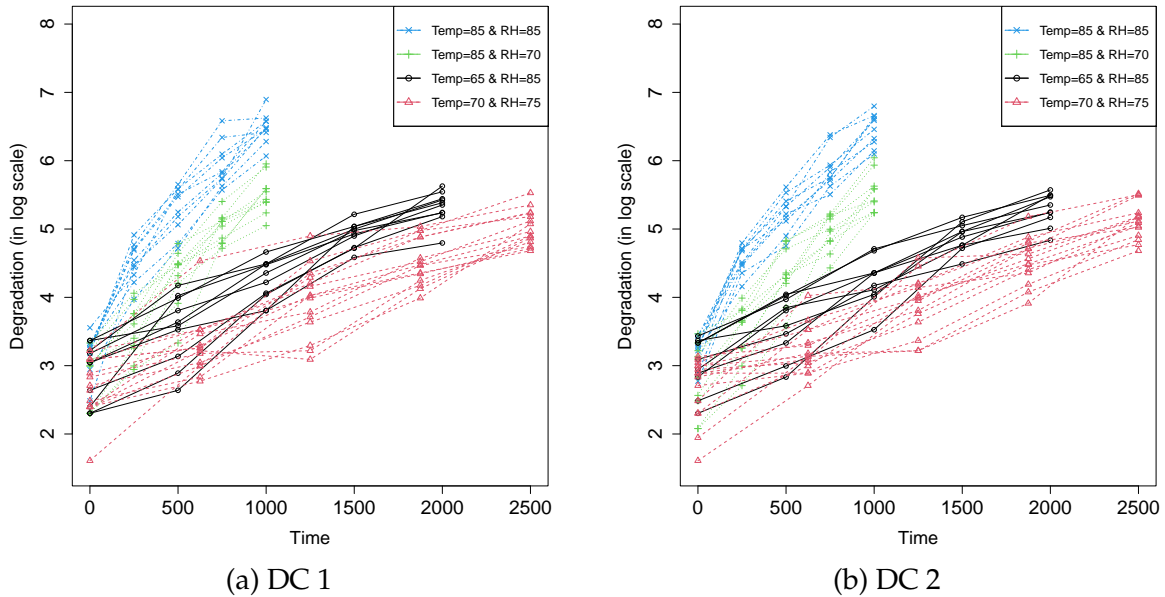 Degradation (in log scale)
8
7
6
5
4
3
2
0 500 1000 1500 2000 2500
Time
Temp=85 & RH=85
Temp=85 & RH=70
Temp=65 & RH=85
Temp=70 & RH=75
(a) DC 1
Degradation (in log scale)
8
7
6
5
4
3
2
0 500 1000 1500 2000 2500
Time
Temp=85 & RH=85
Temp=85 & RH=70
Temp=65 & RH=85
Temp=70 & RH=75
(b) DC 2